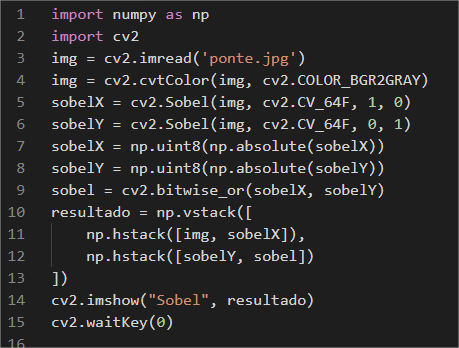 1 import numpy as np
2 import cv2
3 img = cv2.imread('ponte.jpg')
4 img = cv2.cvtColor(img, cv2.COLOR_BGR2GRAY)
5 sobelX = cv2.Sobel(img, cv2.CV_64F, 1, 0)
6 sobelY = cv2.Sobel(img, cv2.CV_64F, 0, 1)
7 sobelX = np.uint8(np.absolute(sobelX))
8 sobelY = np.uint8(np.absolute(sobelY))
9 sobel = cv2.bitwise_or(sobelX, sobelY)
10 resultado = np.vstack([
11     np.hstack([img, sobelX]),
12     np.hstack([sobelY, sobel])
13 ])
14 cv2.imshow("Sobel", resultado)
15 cv2.waitKey(0)
16